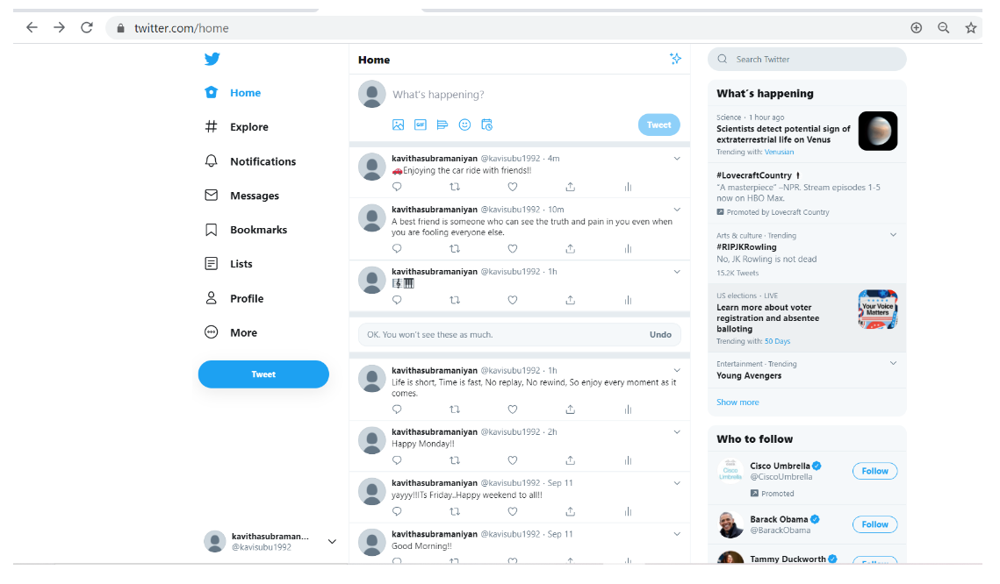 twitter.com/home
Home
Explore
Notifications
Messages
Bookmarks
Lists
Profile
More
Tweet
kavithasubraman...
@kavisubu1992
Home
What's happening?
GIF
Tweet
kavithasubramaniyan @kavisubu1992 · 4m
🚗Enjoying the car ride with friends!!
kavithasubramaniyan @kavisubu1992 · 10m
A best friend is someone who can see the truth and pain in you even when
you are fooling everyone else.
kavithasubramaniyan @kavisubu1992 · 1h
🎼🎹
OK. You won't see these as much.
Undo
kavithasubramaniyan @kavisubu1992 · 1h
Life is short, Time is fast, No replay, No rewind, So enjoy every moment as it
comes.
kavithasubramaniyan @kavisubu1992 · 2h
Happy Monday!!
kavithasubramaniyan @kavisubu1992 · Sep 11
yayyy!!ITs Friday..Happy weekend to all!!
kavithasubramaniyan @kavisubu1992 · Sep 11
Good Morning!!
Search Twitter
What's happening
Science · 1 hour ago
Scientists detect potential sign of
extraterrestrial life on Venus
Trending with: Venusian
#LovecraftCountry
"A masterpiece" –NPR. Stream episodes 1-5
now on HBO Max.
Promoted by Lovecraft Country
Arts & culture · Trending
#RIPJKRowling
No, JK Rowling is not dead
15.2K Tweets
US elections · LIVE
Learn more about voter
registration and absentee
balloting
Trending with: 50 Days
Your Voice
Matters
Entertainment · Trending
Young Avengers
Show more
Who to follow
Cisco
Umbrella
Cisco Umbrella
@CiscoUmbrella
Promoted
Follow
Barack Obama
@BarackObama
Follow
Tammy Duckworth
Follow